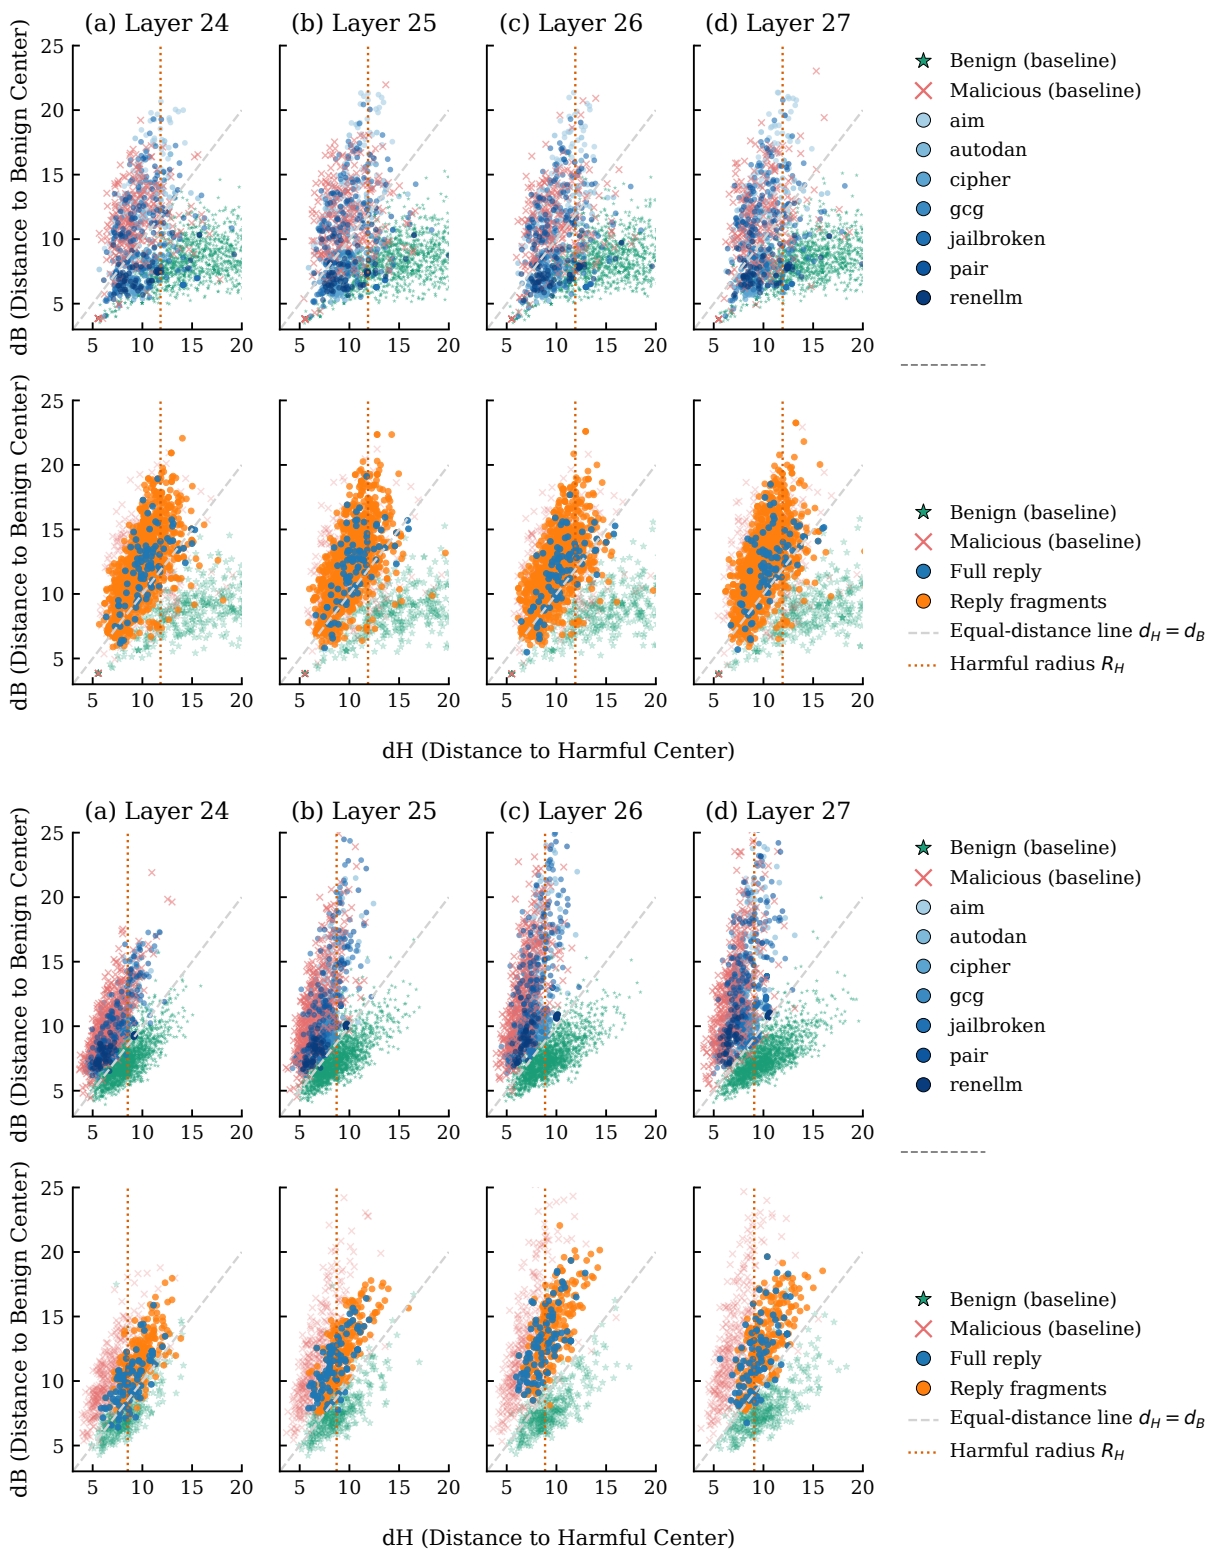 (a) Layer 24
(b) Layer 25
(c) Layer 26
(d) Layer 27
dB (Distance to Benign Center)
25
20
15
10
5
5 10 15 20
5 10 15 20
5 10 15 20
5 10 15 20
Benign (baseline)
Malicious (baseline)
aim
autodan
cipher
gcg
jailbroken
pair
renellm
dB (Distance to Benign Center)
25
20
15
10
5
5 10 15 20
5 10 15 20
5 10 15 20
5 10 15 20
Benign (baseline)
Malicious (baseline)
Full reply
Reply fragments
Equal-distance line d_H = d_B
Harmful radius R_H
dH (Distance to Harmful Center)
(a) Layer 24
(b) Layer 25
(c) Layer 26
(d) Layer 27
dB (Distance to Benign Center)
25
20
15
10
5
5 10 15 20
5 10 15 20
5 10 15 20
5 10 15 20
Benign (baseline)
Malicious (baseline)
aim
autodan
cipher
gcg
jailbroken
pair
renellm
dB (Distance to Benign Center)
25
20
15
10
5
5 10 15 20
5 10 15 20
5 10 15 20
5 10 15 20
Benign (baseline)
Malicious (baseline)
Full reply
Reply fragments
Equal-distance line d_H = d_B
Harmful radius R_H
dH (Distance to Harmful Center)